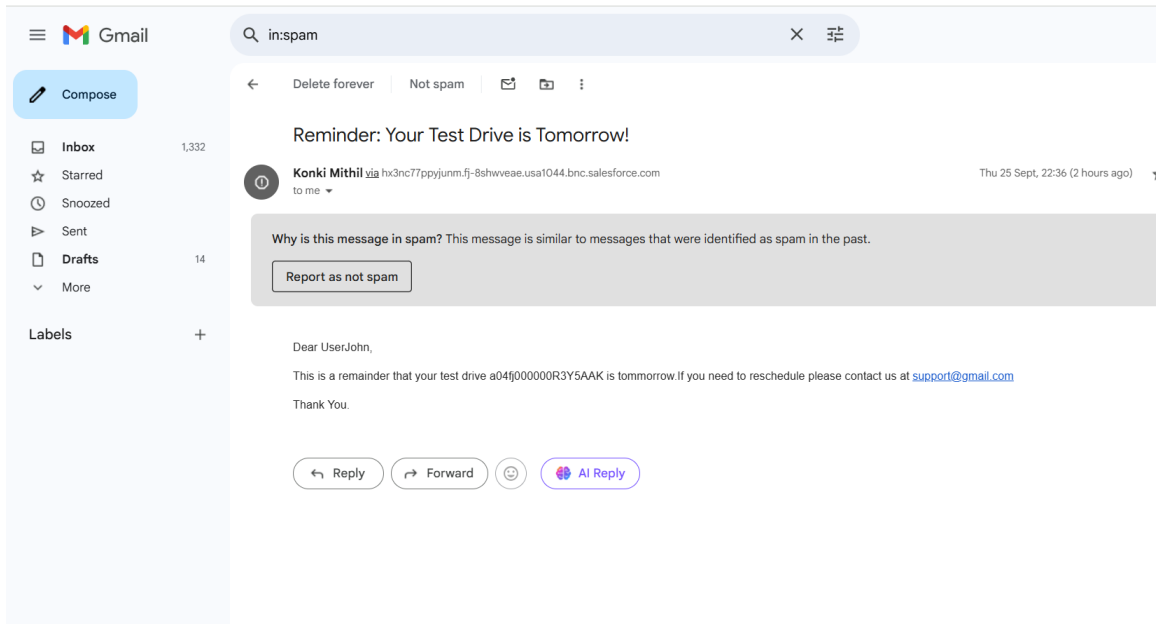 Gmail
in:spam
Compose
Delete forever
Not spam
Reminder: Your Test Drive is Tomorrow!
Inbox 1,332
Starred
Snoozed
Sent
Drafts 14
More
Labels
Konki Mithil via hx3nc77ppyjunm.fj-8shwveae.usa1044.bnc.salesforce.com
Thu 25 Sept, 22:36 (2 hours ago)
to me
Why is this message in spam? This message is similar to messages that were identified as spam in the past.
Report as not spam
Dear UserJohn,
This is a remainder that your test drive a04fj000000R3Y5AAK is tommorrow.If you need to reschedule please contact us at support@gmail.com
Thank You.
Reply
Forward
AI Reply